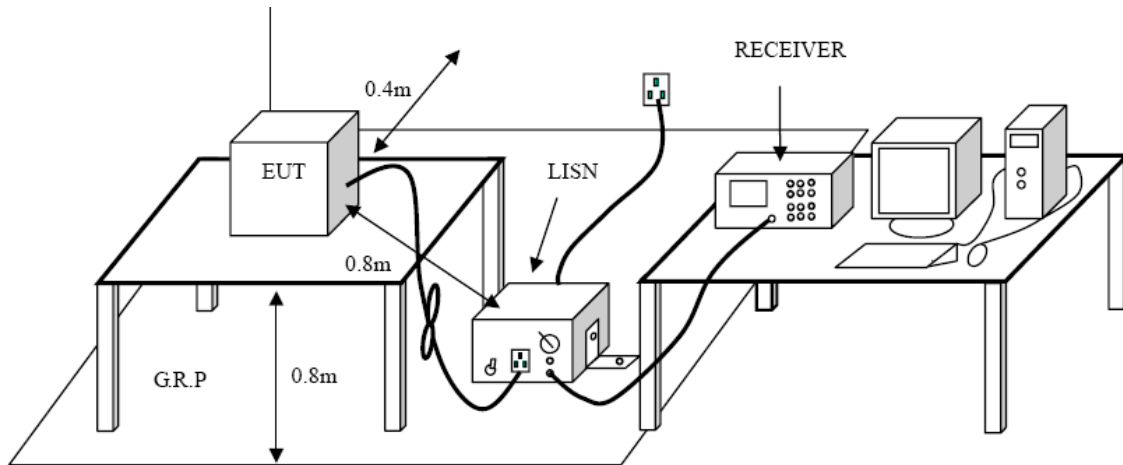 RECEIVER
0.4m
EUT
LISN
0.8m
G.R.P
0.8m